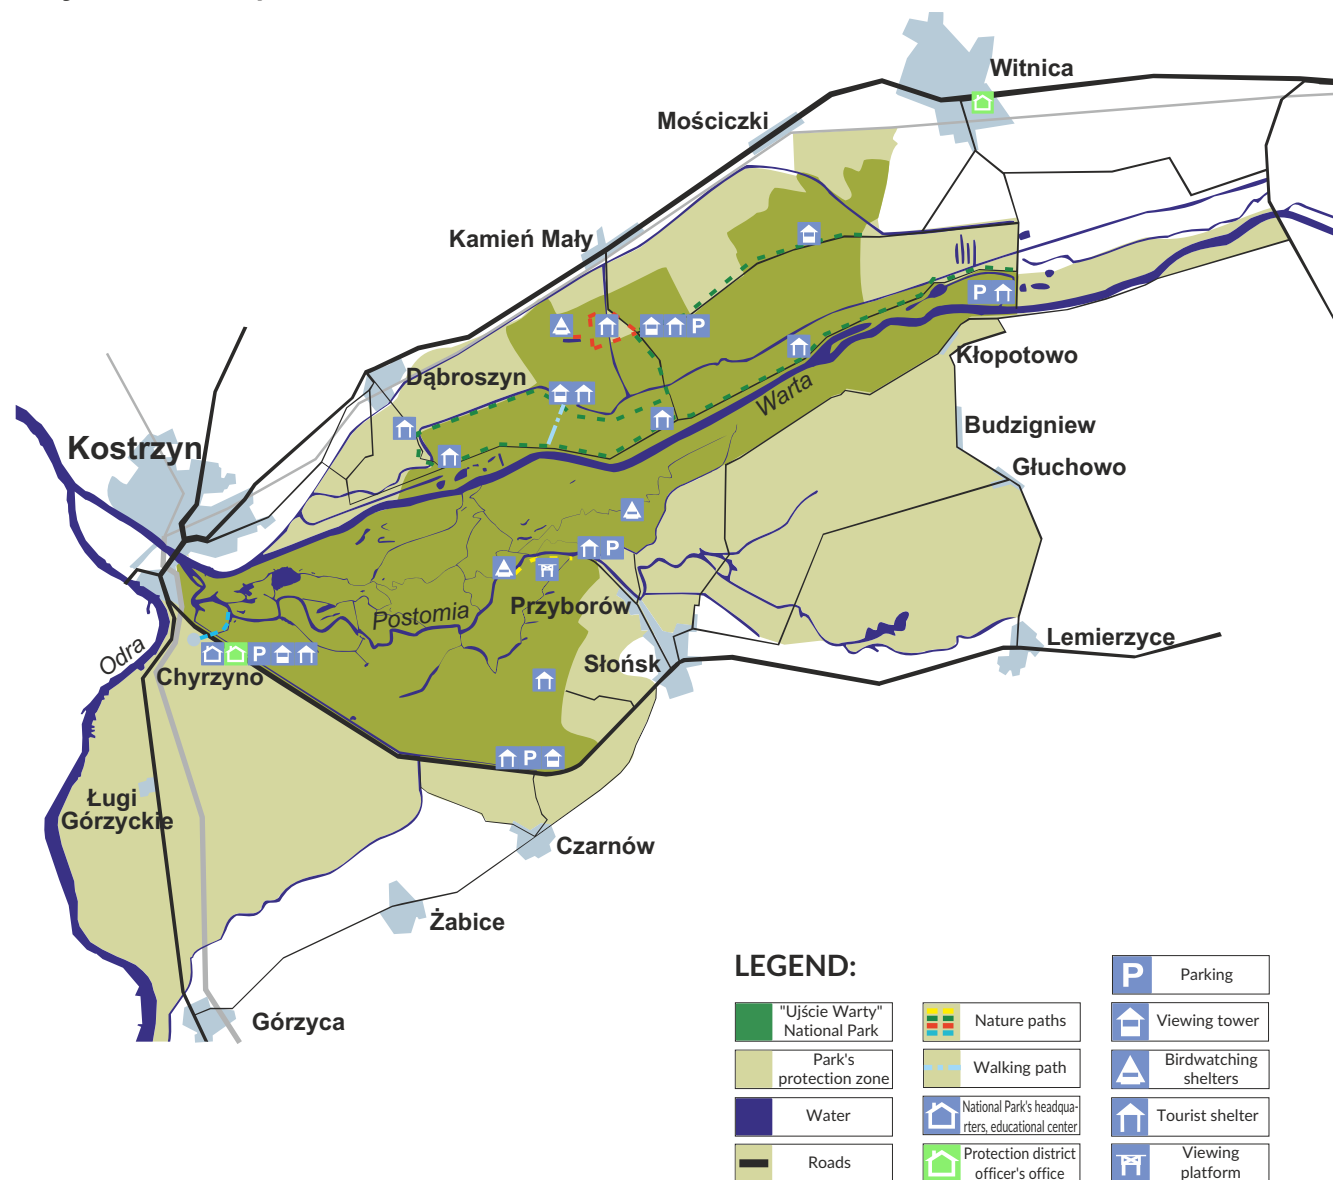 Witnica
Mościczki
Kamień Mały
Dąbroszyn
Kłopotowo
Warta
Budzigniew
Kostrzyn
Głuchowo
Przyborów
Postomia
Lemierzyce
Odra
Słońsk
Chyrzyno
P
P
P
P
P
Ługi
Górzyckie
Czarnów
Żabice
Górzyca
LEGEND:
"Ujście Warty"
National Park
Park's
protection zone
Water
Roads
Nature paths
Walking path
National Park's headqua-
rters, educational center
Protection district
officer's office
P Parking
Viewing tower
Birdwatching
shelters
Tourist shelter
Viewing
platform